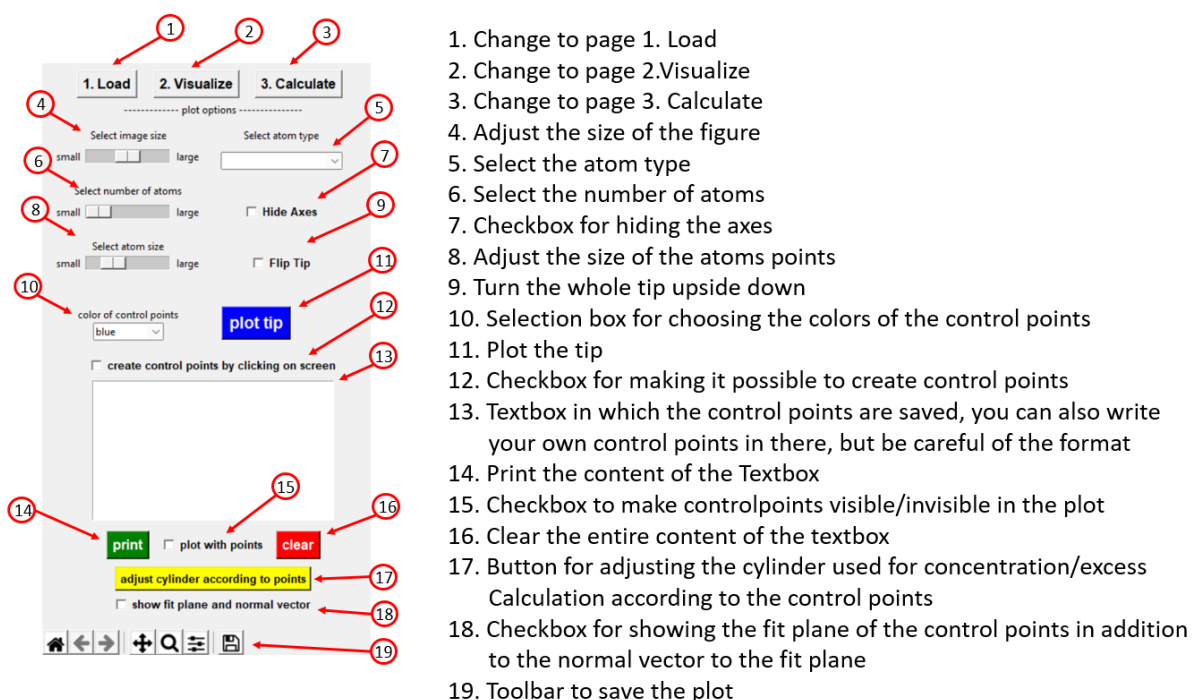 1
2
3
1. Load 2. Visualize 3. Calculate
------------- plot options ---------------
4
5
Select image size
Select atom type
small large
6
7
Select number of atoms
small large
Hide Axes
8
9
Select atom size
small large
Flip Tip
10
11
color of control points
blue
plot tip
12
create control points by clicking on screen
13
14
15
16
print
plot with points
clear
adjust cylinder according to points
17
show fit plane and normal vector
18
19
1. Change to page 1. Load
2. Change to page 2.Visualize
3. Change to page 3. Calculate
4. Adjust the size of the figure
5. Select the atom type
6. Select the number of atoms
7. Checkbox for hiding the axes
8. Adjust the size of the atoms points
9. Turn the whole tip upside down
10. Selection box for choosing the colors of the control points
11. Plot the tip
12. Checkbox for making it possible to create control points
13. Textbox in which the control points are saved, you can also write
your own control points in there, but be careful of the format
14. Print the content of the Textbox
15. Checkbox to make controlpoints visible/invisible in the plot
16. Clear the entire content of the textbox
17. Button for adjusting the cylinder used for concentration/excess
Calculation according to the control points
18. Checkbox for showing the fit plane of the control points in addition
to the normal vector to the fit plane
19. Toolbar to save the plot